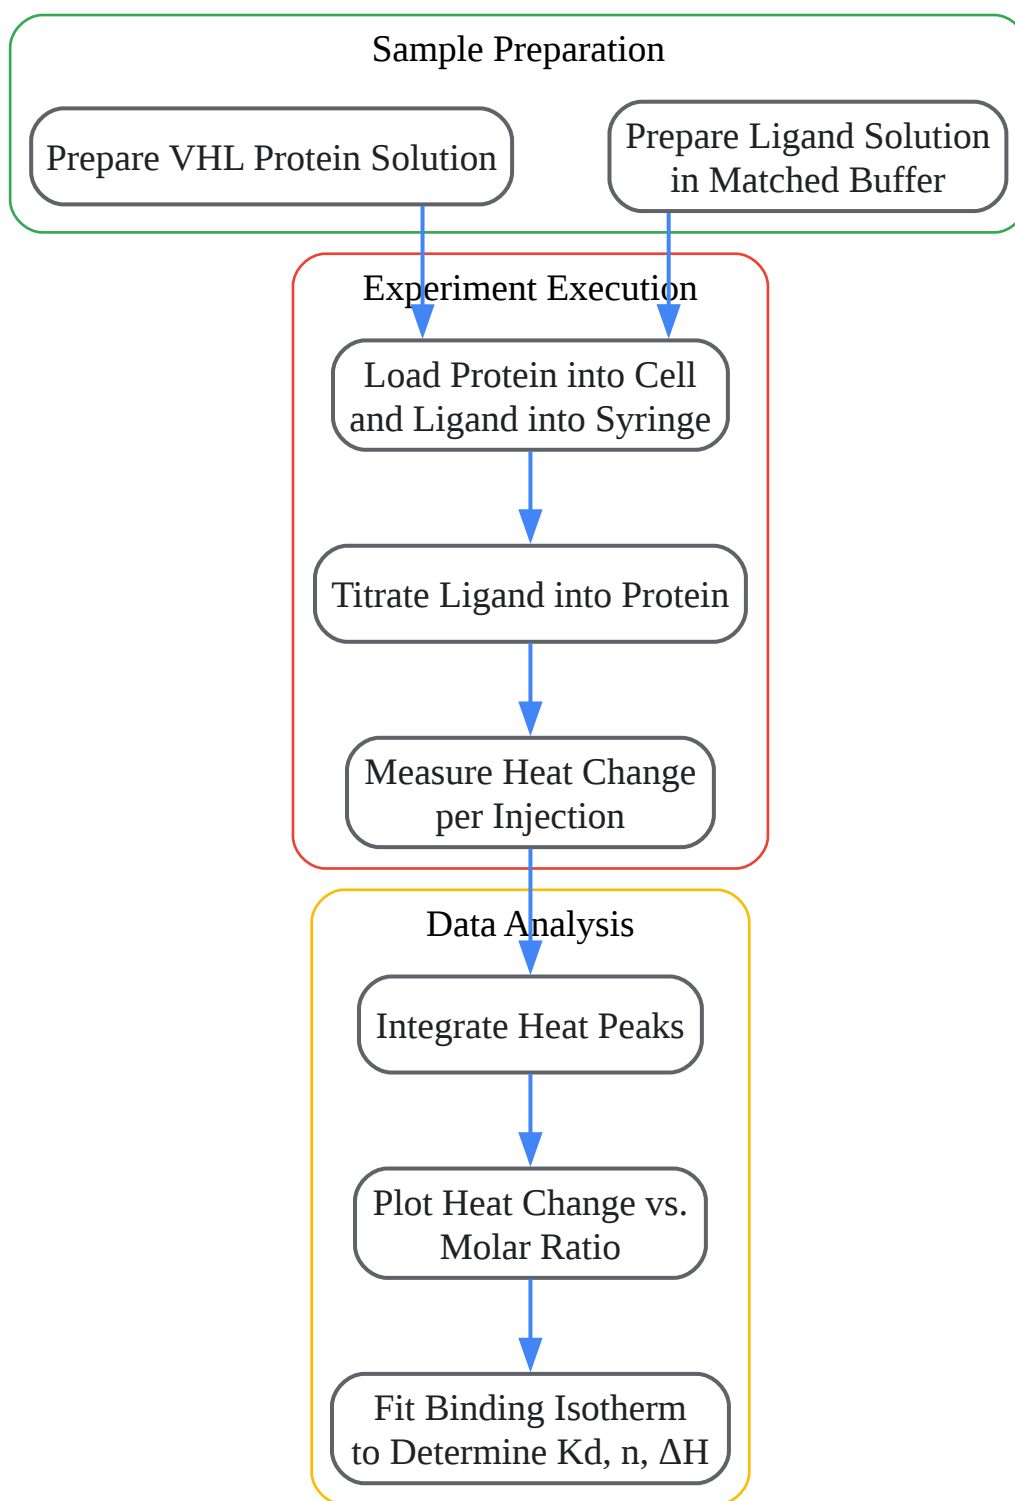 Sample Preparation
Prepare VHL Protein Solution
Prepare Ligand Solution
in Matched Buffer
Experiment Execution
Load Protein into Cell
and Ligand into Syringe
Titrate Ligand into Protein
Measure Heat Change
per Injection
Data Analysis
Integrate Heat Peaks
Plot Heat Change vs.
Molar Ratio
Fit Binding Isotherm
to Determine Kd, n, ΔH